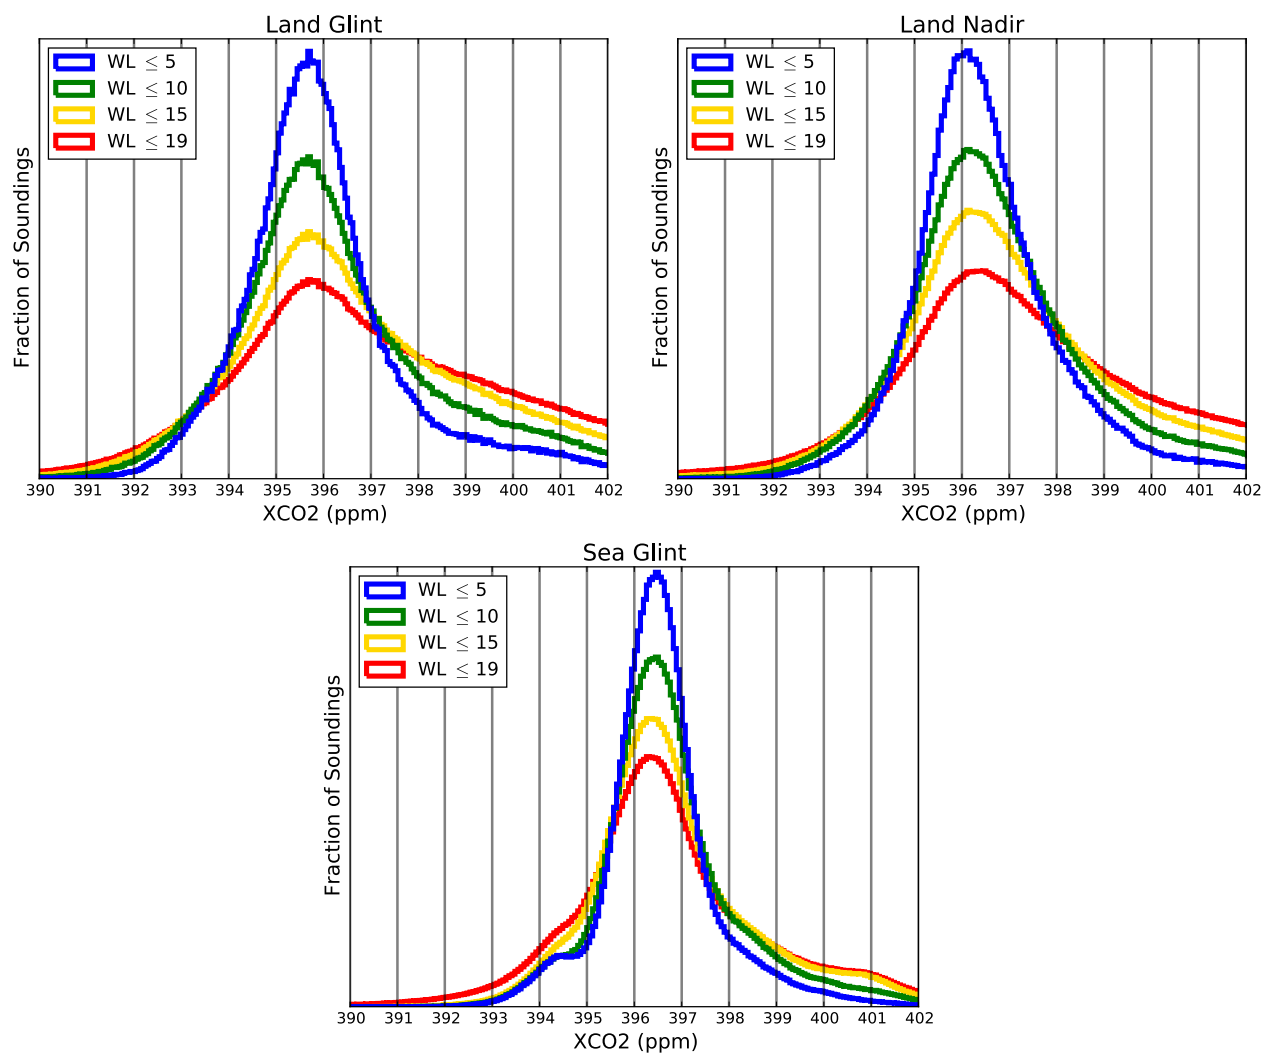 Land Glint
WL ≤ 5
WL ≤ 10
WL ≤ 15
WL ≤ 19
Fraction of Soundings
390 391 392 393 394 395 396 397 398 399 400 401 402
XCO2 (ppm)
Land Nadir
WL ≤ 5
WL ≤ 10
WL ≤ 15
WL ≤ 19
Fraction of Soundings
390 391 392 393 394 395 396 397 398 399 400 401 402
XCO2 (ppm)
Sea Glint
WL ≤ 5
WL ≤ 10
WL ≤ 15
WL ≤ 19
Fraction of Soundings
390 391 392 393 394 395 396 397 398 399 400 401 402
XCO2 (ppm)